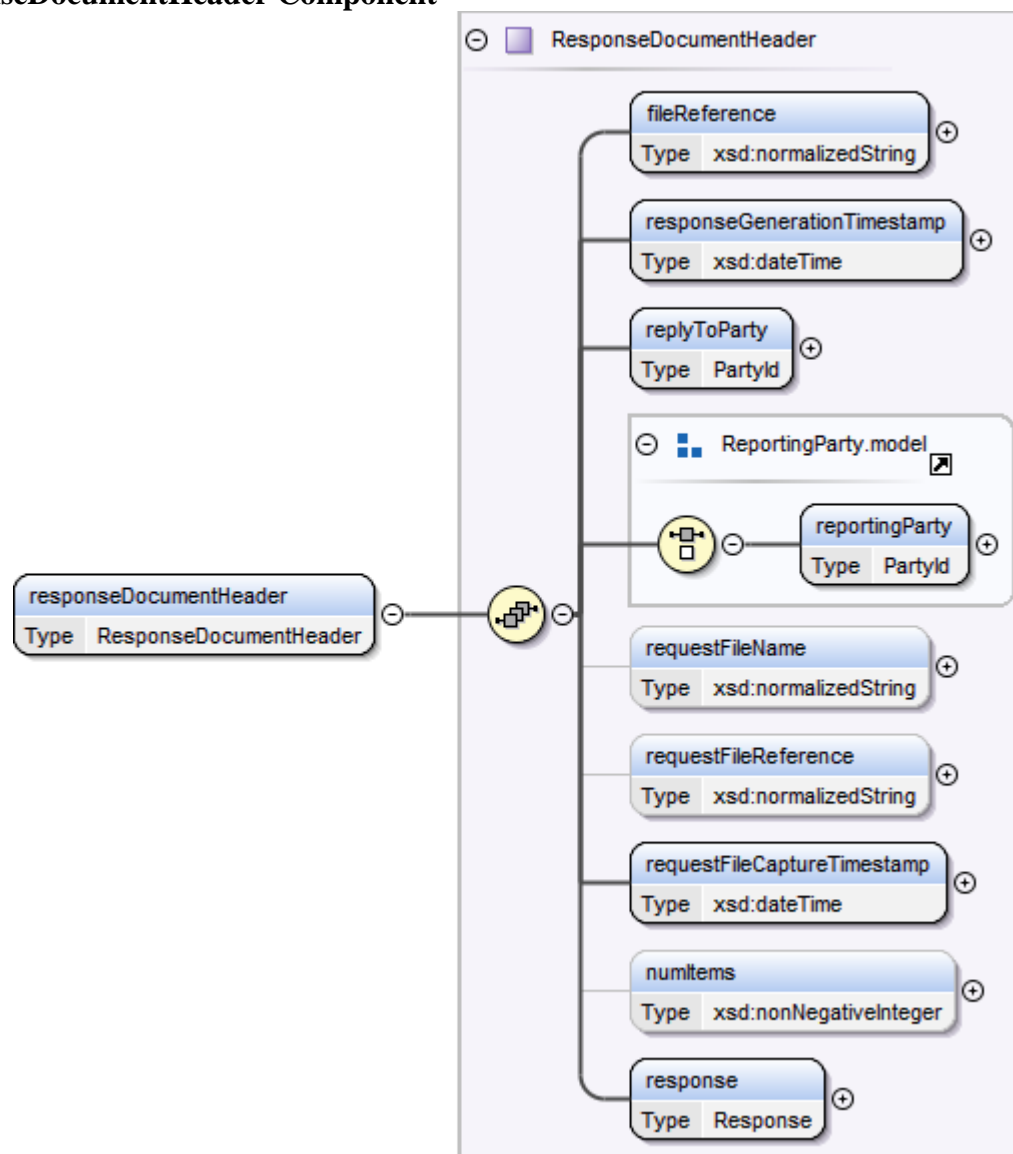 seDocumentHeader Component
ResponseDocumentHeader
fileReference
Type xsd:normalizedString
responseGenerationTimestamp
Type xsd:dateTime
replyToParty
Type PartyId
ReportingParty.model
reportingParty
Type PartyId
responseDocumentHeader
Type ResponseDocumentHeader
requestFileName
Type xsd:normalizedString
requestFileReference
Type xsd:normalizedString
requestFileCaptureTimestamp
Type xsd:dateTime
numItems
Type xsd:nonNegativeInteger
response
Type Response